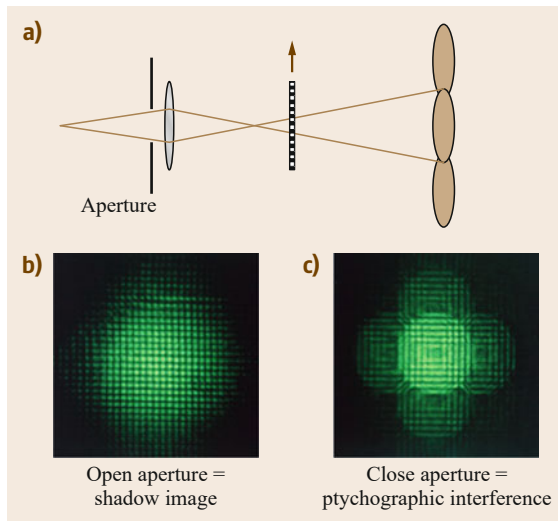 a)
Aperture
b)
c)
Open aperture =
shadow image
Close aperture =
ptychographic interference